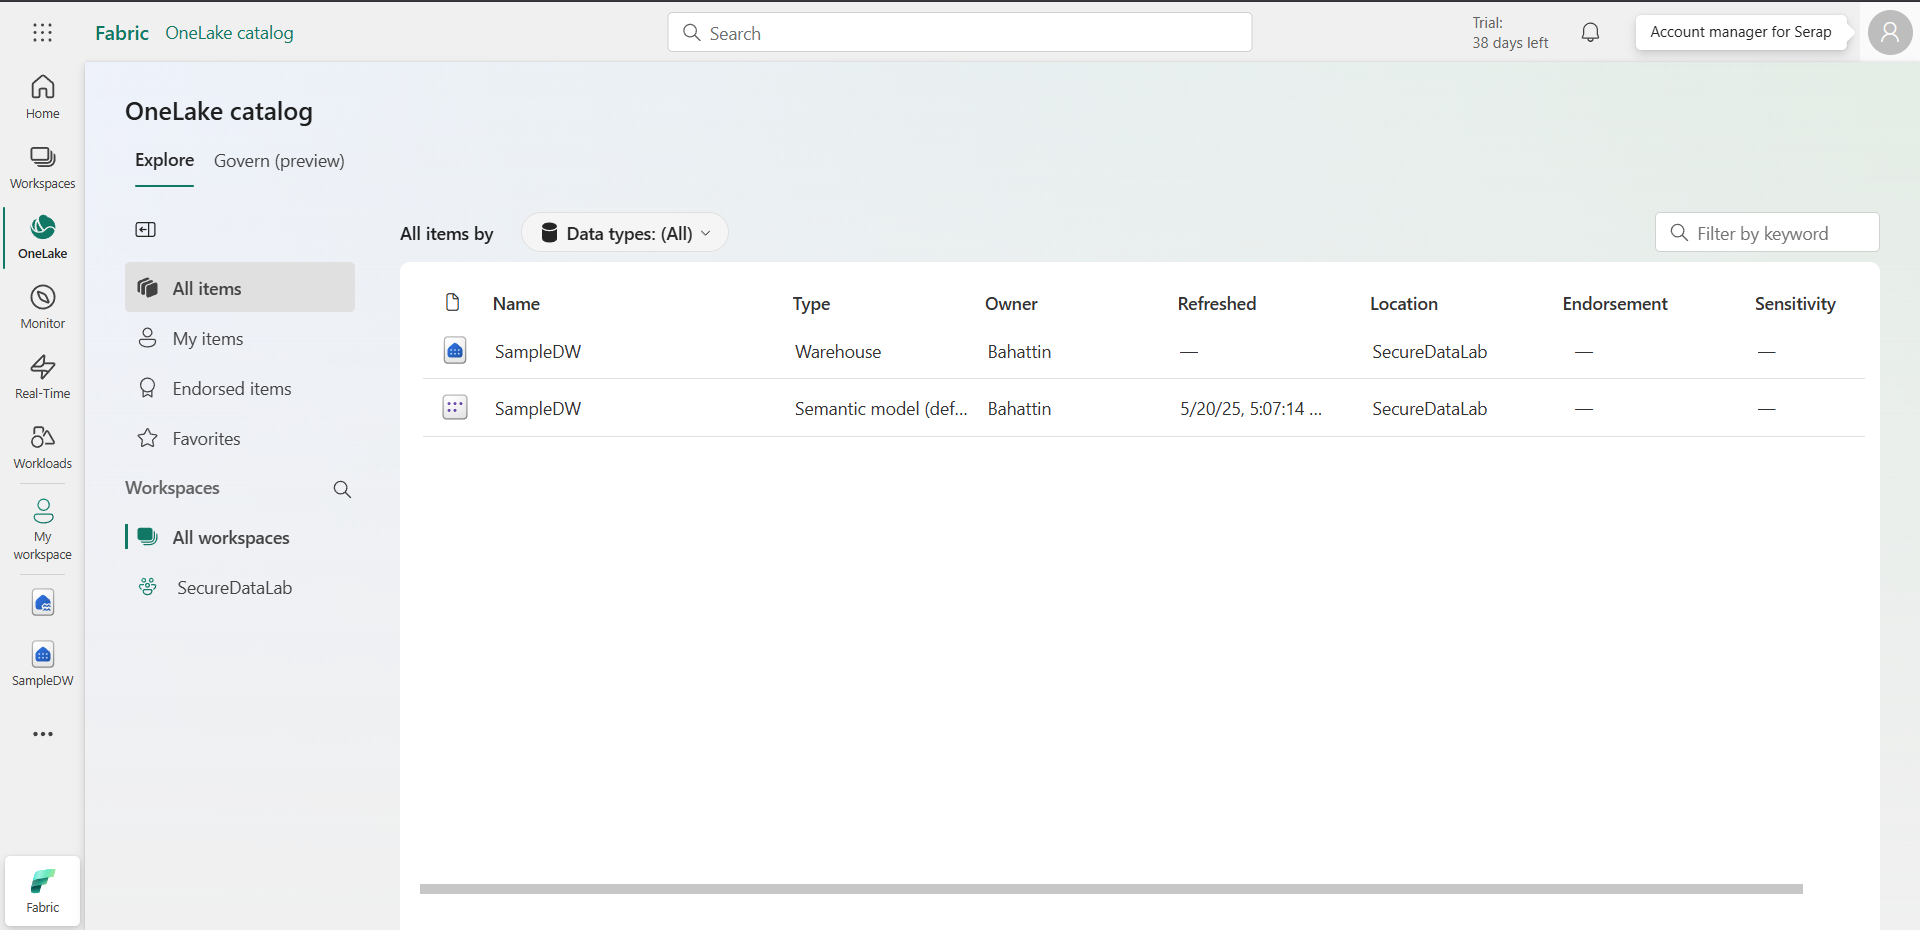 Fabric OneLake catalog
Search
Trial:
38 days left
Account manager for Serap
Home
Workspaces
OneLake
Monitor
Real-Time
Workloads
My
workspace
SampleDW
Fabric
OneLake catalog
Explore Govern (preview)
All items
My items
Endorsed items
Favorites
Workspaces
All workspaces
SecureDataLab
All items by Data types: (All)
Filter by keyword
Name Type Owner Refreshed Location Endorsement Sensitivity
SampleDW Warehouse Bahattin — SecureDataLab — —
SampleDW Semantic model (def... Bahattin 5/20/25, 5:07:14 ... SecureDataLab — —